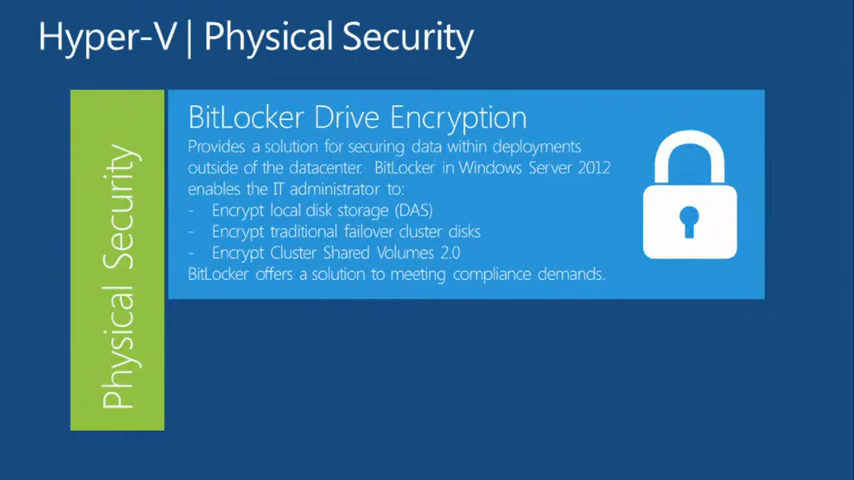 Hyper-V | Physical Security
Physical Security
BitLocker Drive Encryption
Provides a solution for securing data within deployments
outside of the datacenter. BitLocker in Windows Server 2012
enables the IT administrator to:
- Encrypt local disk storage (DAS)
- Encrypt traditional failover cluster disks
- Encrypt Cluster Shared Volumes 2.0
BitLocker offers a solution to meeting compliance demands.